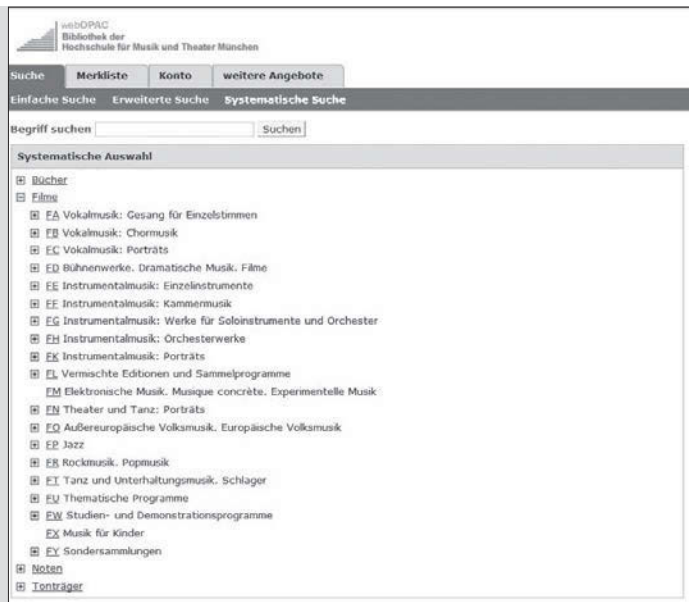 webOPAC
Bibliothek der
Hochschule für Musik und Theater München
Suche Merkliste Konto weitere Angebote
Einfache Suche Erweiterte Suche Systematische Suche
Begriff suchen Suchen
Systematische Auswahl
Bücher
Filme
FA Vokalmusik: Gesang für Einzelstimmen
FB Vokalmusik: Chormusik
FC Vokalmusik: Porträts
FD Bühnenwerke. Dramatische Musik. Filme
FE Instrumentalmusik: Einzelinstrumente
FF Instrumentalmusik: Kammermusik
FG Instrumentalmusik: Werke für Soloinstrumente und Orchester
FH Instrumentalmusik: Orchesterwerke
FK Instrumentalmusik: Porträts
FL Vermischte Editionen und Sammelprogramme
FM Elektronische Musik. Musique concrète. Experimentelle Musik
FN Theater und Tanz: Porträts
FO Außereuropäische Volksmusik. Europäische Volksmusik
FP Jazz
FR Rockmusik. Popmusik
FT Tanz und Unterhaltungsmusik. Schlager
FU Thematische Programme
FW Studien- und Demonstrationsprogramme
FX Musik für Kinder
FY Sondersammlungen
Noten
Tonträger